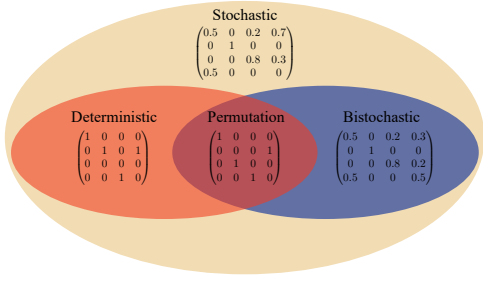 Stochastic
0.5 0 0.2 0.7
0 1 0 0
0 0 0.8 0.3
0.5 0 0 0
Deterministic
1 0 0 0
0 1 0 1
0 0 0 0
0 0 1 0
Permutation
1 0 0 0
0 0 0 1
0 1 0 0
0 0 1 0
Bistochastic
0.5 0 0.2 0.3
0 1 0 0
0 0 0.8 0.2
0.5 0 0 0.5